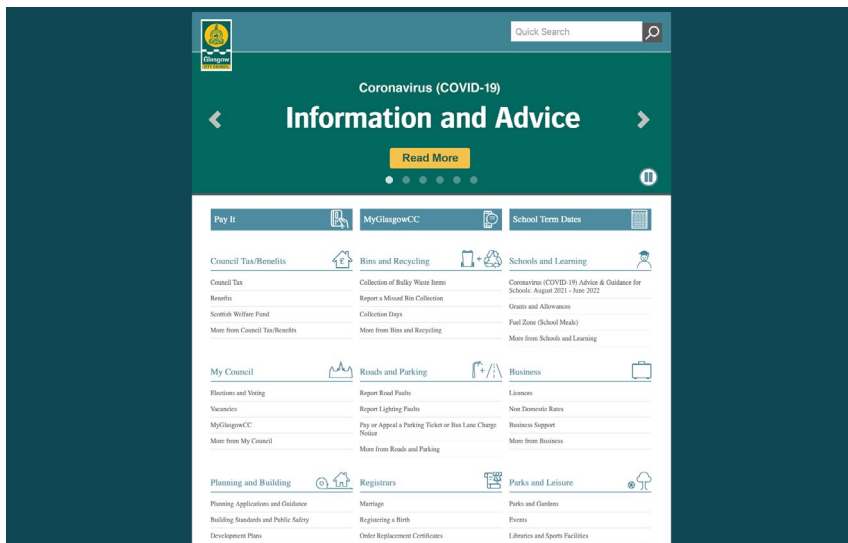 Glasgow
CITY COUNCIL
Quick Search
Coronavirus (COVID-19)
Information and Advice
Read More
Pay It
MyGlasgowCC
School Term Dates
Council Tax/Benefits
Council Tax
Benefits
Scottish Welfare Fund
More from Council Tax/Benefits
Bins and Recycling
Collection of Bulky Waste Items
Report a Missed Bin Collection
Collection Days
More from Bins and Recycling
Schools and Learning
Coronavirus (COVID-19) Advice & Guidance for
Schools: August 2021 - June 2022
Grants and Allowances
Fuel Zone (School Meals)
More from Schools and Learning
My Council
Elections and Voting
Vacancies
MyGlasgowCC
More from My Council
Roads and Parking
Report Road Faults
Report Lighting Faults
Pay or Appeal a Parking Ticket or Bus Lane Charge
Notice
More from Roads and Parking
Business
Licences
Non Domestic Rates
Business Support
More from Business
Planning and Building
Planning Applications and Guidance
Building Standards and Public Safety
Development Plans
Registrars
Marriage
Registering a Birth
Order Replacement Certificates
Parks and Leisure
Parks and Gardens
Events
Libraries and Sports Facilities